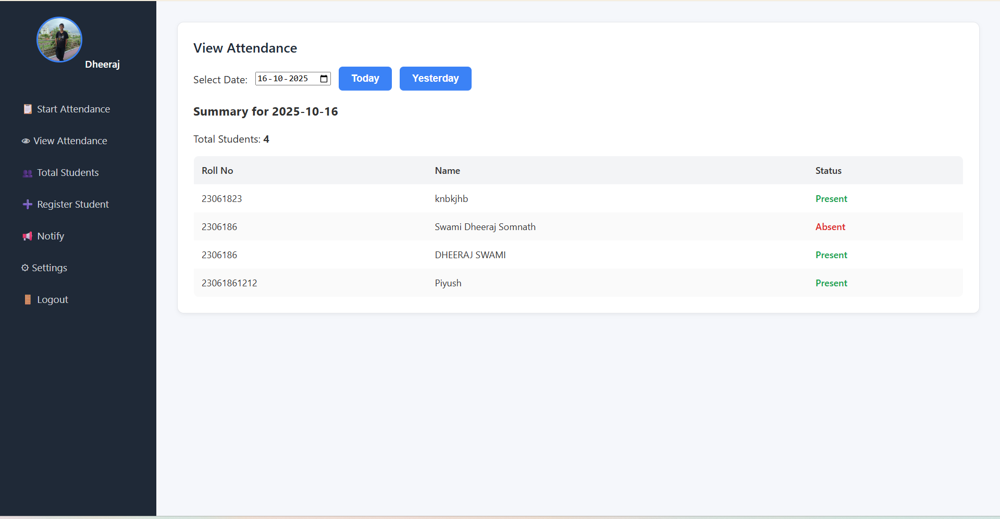 Dheeraj
Start Attendance
View Attendance
Total Students
Register Student
Notify
Settings
Logout
View Attendance
Select Date: 16-10-2025 Today Yesterday
Summary for 2025-10-16
Total Students: 4
Roll No Name Status
23061823 knbkjhb Present
2306186 Swami Dheeraj Somnath Absent
2306186 DHEERAJ SWAMI Present
23061861212 Piyush Present